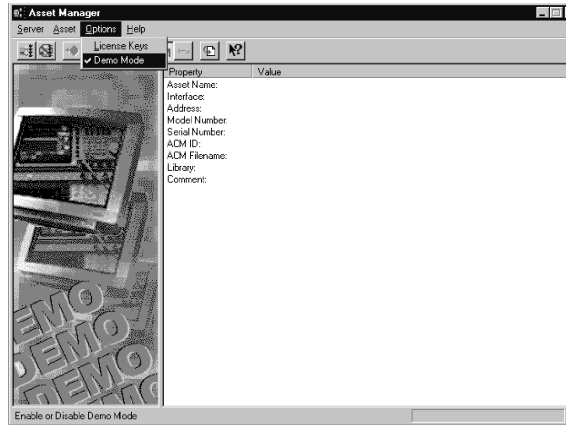 Asset Manager
Server Asset Options Help
License Keys
Demo Mode
Property Value
Asset Name:
Interface:
Address:
Model Number:
Serial Number:
ACM ID:
ACM Filename:
Library:
Comment:
DEMO
DEMO
DEMO
DEMO
Enable or Disable Demo Mode